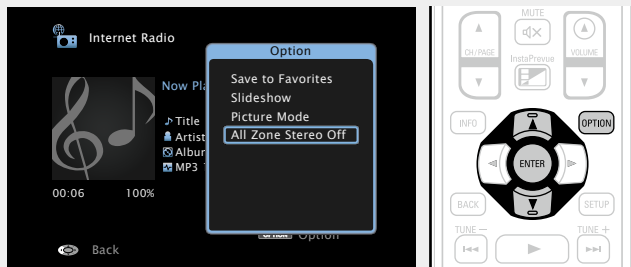 Internet Radio
Now Pla
Title
Artist
Albur
MP3
00:06 100%
Back
Option
Save to Favorites
Slideshow
Picture Mode
All Zone Stereo Off
Option
MUTE
CH/PAGE
VOLUME
InstaPrevue
INFO
OPTION
ENTER
BACK
SETUP
TUNE −
TUNE +